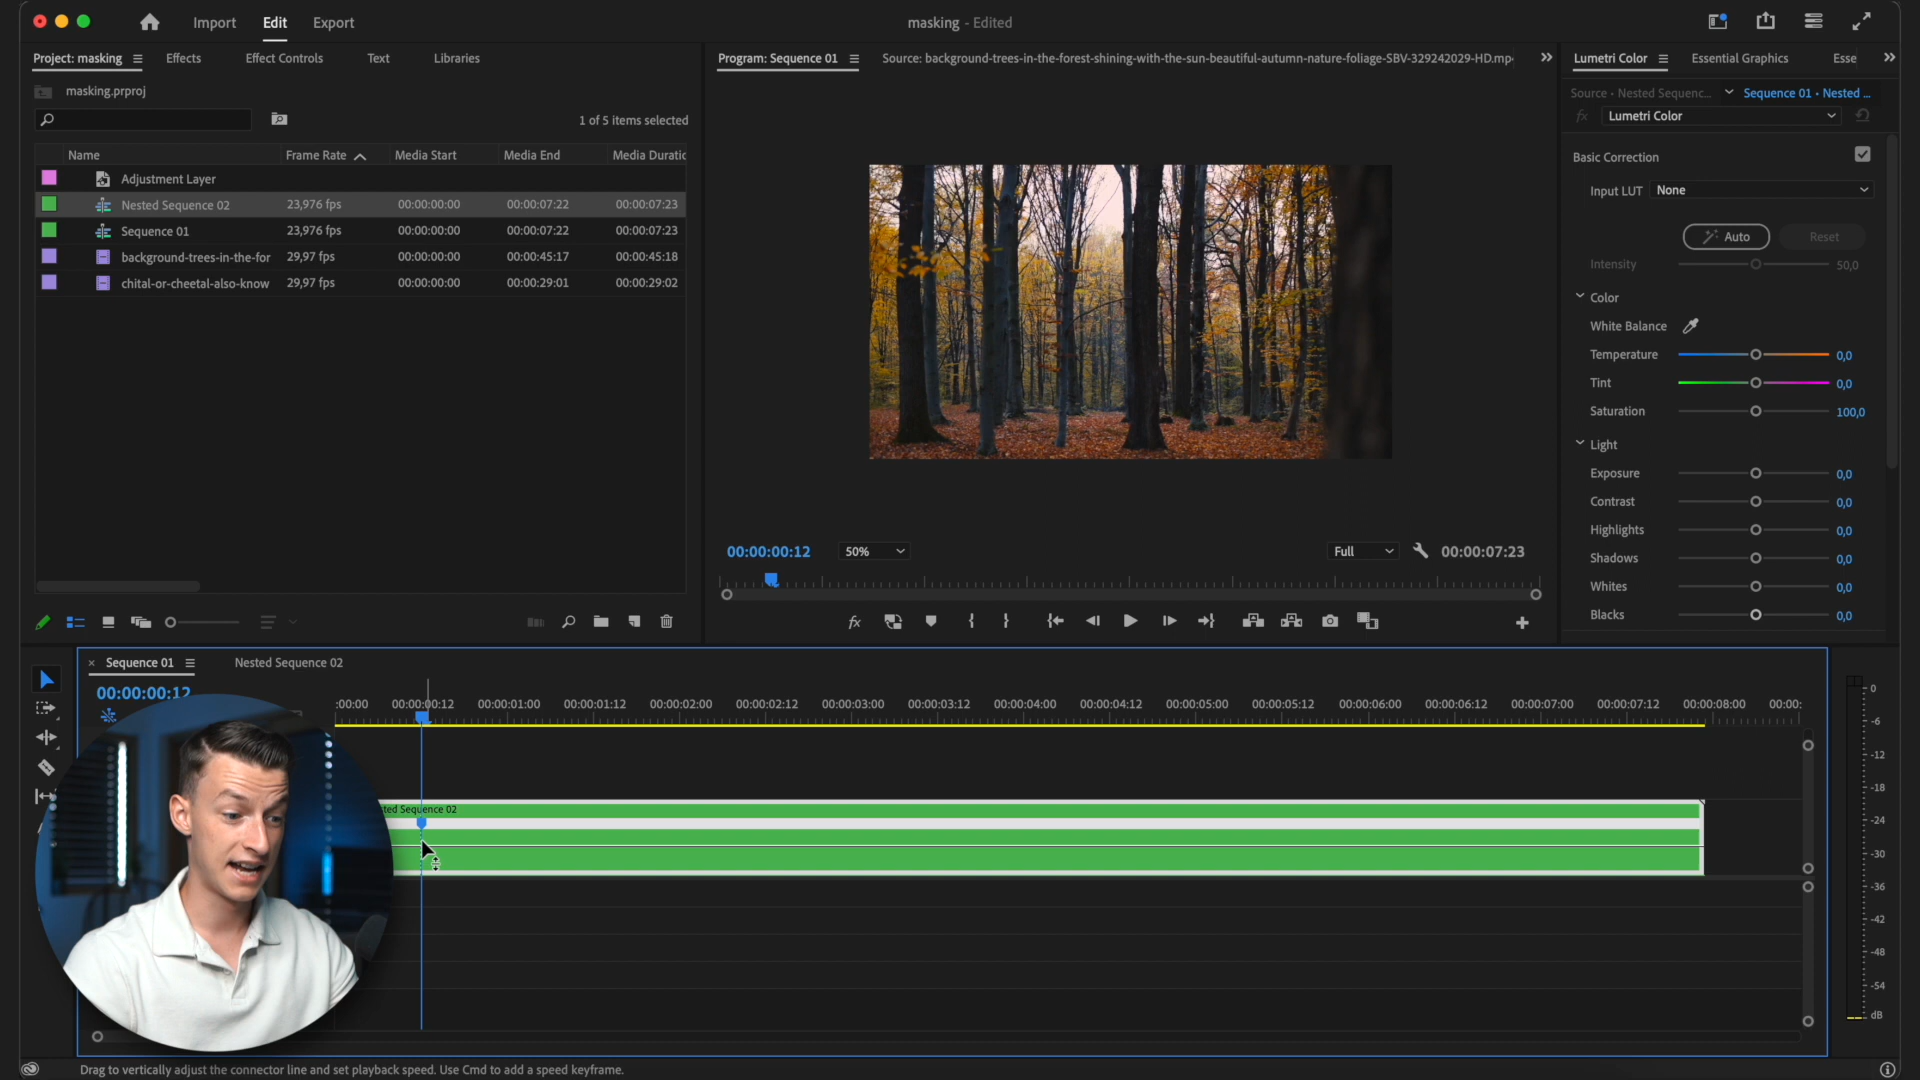 Import Edit Export
masking - Edited
Project: masking Effects Effect Controls Text Libraries
Program: Sequence 01 Source: background-trees-in-the-forest-shining-with-the-sun-beautiful-autumn-nature-foliage-SBV-329242029-HD.mp
Lumetri Color Essential Graphics Esse
masking.prproj
1 of 5 items selected
Source • Nested Sequenc... Sequence 01 • Nested ...
fx Lumetri Color
Name Frame Rate Media Start Media End Media Duratic
Adjustment Layer
Nested Sequence 02 23,976 fps 00:00:00:00 00:00:07:22 00:00:07:23
Sequence 01 23,976 fps 00:00:00:00 00:00:07:22 00:00:07:23
background-trees-in-the-for 29,97 fps 00:00:00:00 00:00:45:17 00:00:45:18
chital-or-cheetal-also-know 29,97 fps 00:00:00:00 00:00:29:01 00:00:29:02
Basic Correction
Input LUT None
Auto Reset
Intensity 50,0
Color
White Balance
Temperature 0,0
Tint 0,0
Saturation 100,0
Light
Exposure 0,0
Contrast 0,0
Highlights 0,0
Shadows 0,0
Whites 0,0
Blacks 0,0
00:00:00:12 50% Full 00:00:07:23
fx
Sequence 01 Nested Sequence 02
00:00:00:12
:00:00 00:00:00:12 00:00:01:00 00:00:01:12 00:00:02:00 00:00:02:12 00:00:03:00 00:00:03:12 00:00:04:00 00:00:04:12 00:00:05:00 00:00:05:12 00:00:06:00 00:00:06:12 00:00:07:00 00:00:07:12 00:00:08:00 00:00:
sted Sequence 02
0
-6
-12
-18
-24
-30
-36
-42
-48
-54
dB
Drag to vertically adjust the connector line and set playback speed. Use Cmd to add a speed keyframe.